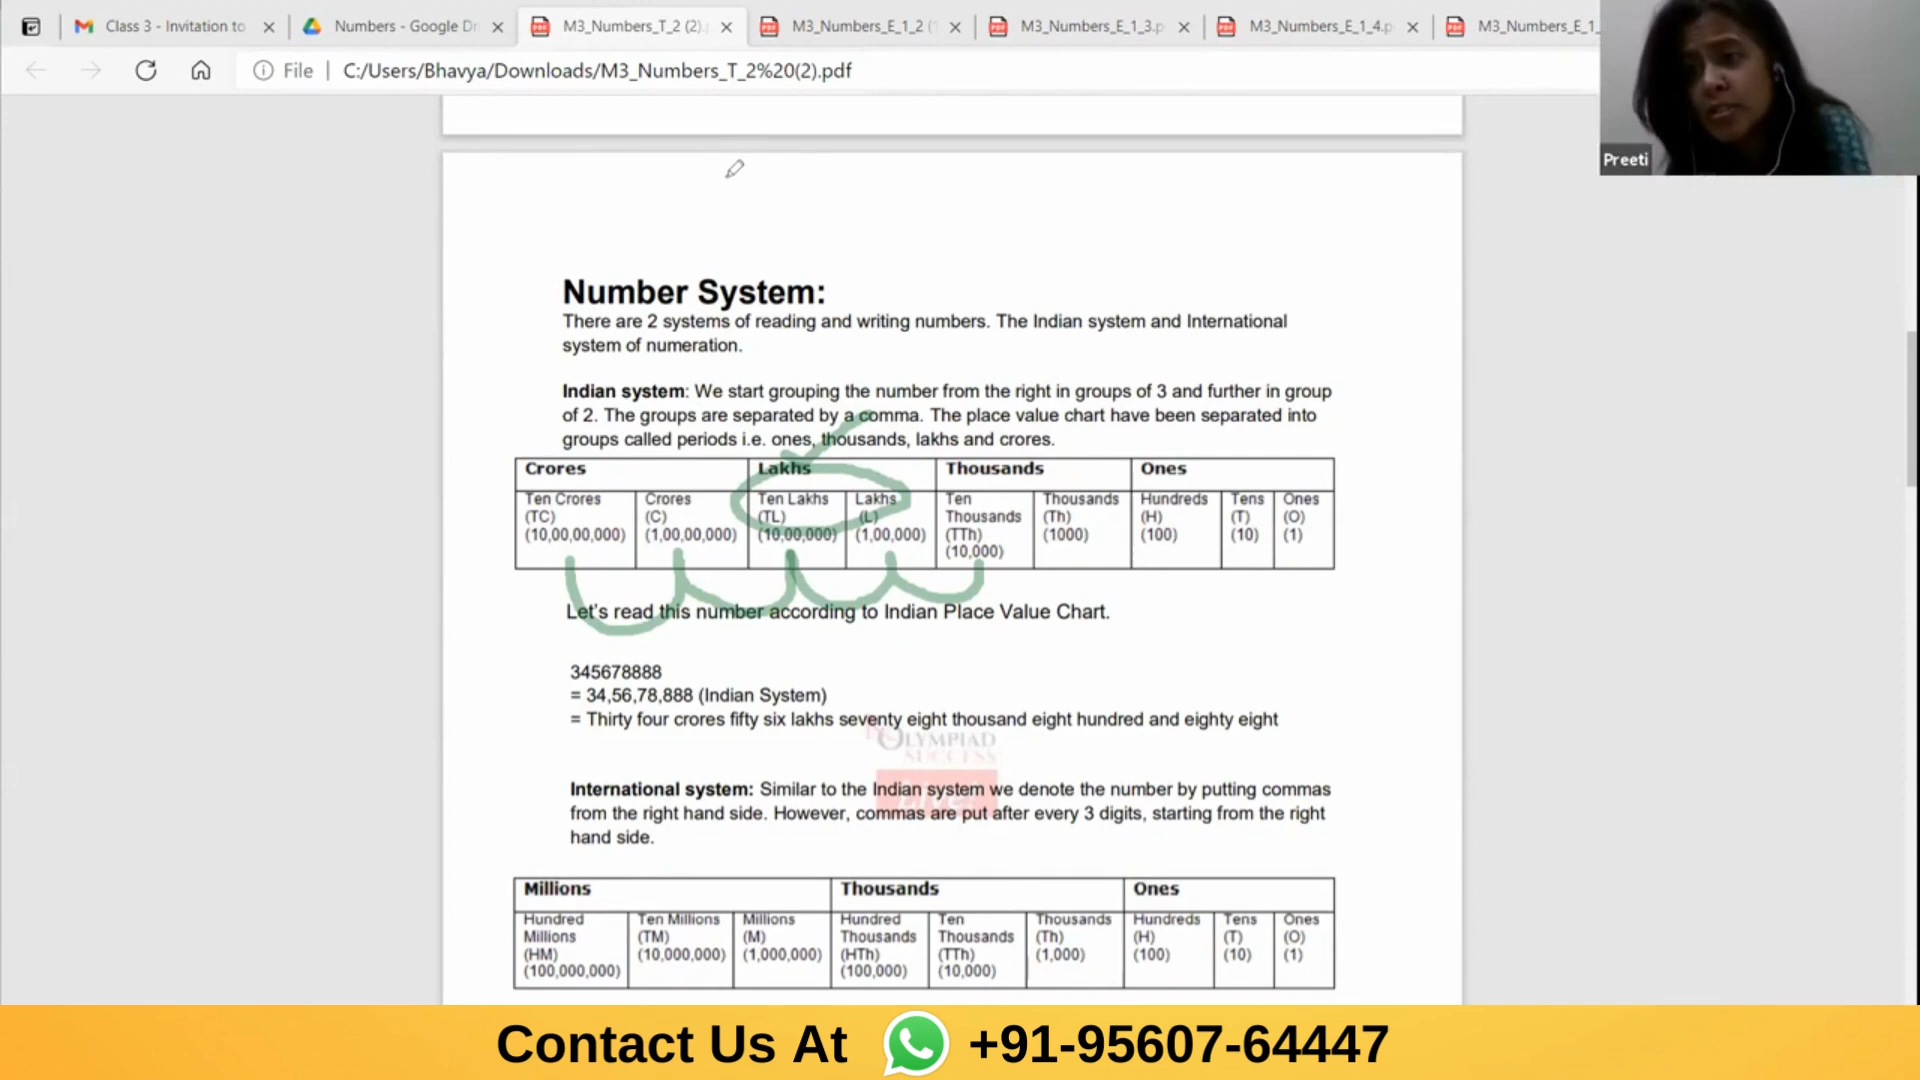 Class 3 - Invitation to
Numbers - Google Dr
M3_Numbers_T_2 (2).
M3_Numbers_E_1_2 (
M3_Numbers_E_1_3.p
M3_Numbers_E_1_4.p
M3_Numbers_E_1_
File
C:/Users/Bhavya/Downloads/M3_Numbers_T_2%20(2).pdf
Preeti
Number System:
There are 2 systems of reading and writing numbers. The Indian system and International
system of numeration.
Indian system: We start grouping the number from the right in groups of 3 and further in group
of 2. The groups are separated by a comma. The place value chart have been separated into
groups called periods i.e. ones, thousands, lakhs and crores.
Crores Lakhs Thousands Ones
Ten Crores Crores Ten Lakhs Lakhs Ten Thousands Hundreds Tens Ones
(TC) (C) (TL) (L) Thousands (Th) (H) (T) (O)
(10,00,00,000) (1,00,00,000) (10,00,000) (1,00,000) (TTh) (1000) (100) (10) (1)
(10,000)
Let's read this number according to Indian Place Value Chart.
345678888
= 34,56,78,888 (Indian System)
= Thirty four crores fifty six lakhs seventy eight thousand eight hundred and eighty eight
OLYMPIAD
SUCCESS
Live!
International system: Similar to the Indian system we denote the number by putting commas
from the right hand side. However, commas are put after every 3 digits, starting from the right
hand side.
Millions Thousands Ones
Hundred Ten Millions Millions Hundred Ten Thousands Hundreds Tens Ones
Millions (TM) (M) Thousands Thousands (Th) (H) (T) (O)
(HM) (10,000,000) (1,000,000) (HTh) (TTh) (1,000) (100) (10) (1)
(100,000,000) (100,000) (10,000)
Contact Us At +91-95607-64447